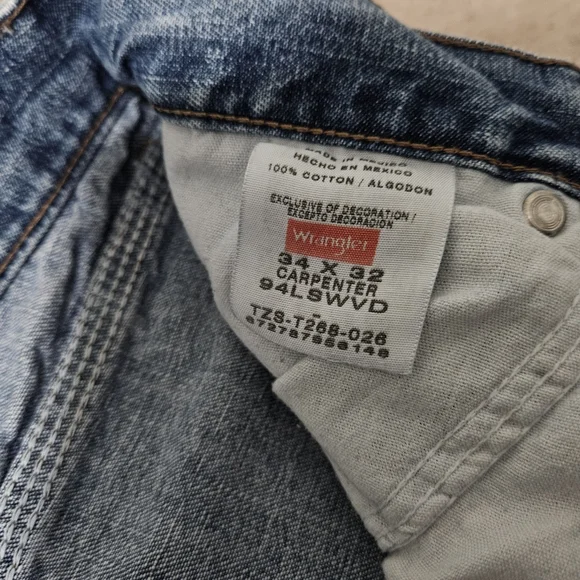 MADE IN MEXICO
HECHO EN MEXICO
100% COTTON / ALGODON
EXCLUSIVE OF DECORATION /
EXCEPTO DECORACION
Wrangler
34 X 32
CARPENTER
94LSWVD
-
TZS-T268-026